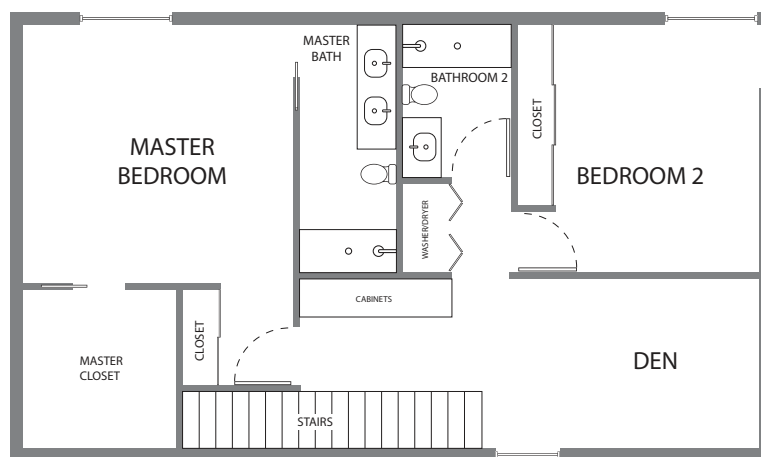 MASTER
BATH
BATHROOM 2
CLOSET
MASTER
BEDROOM
BEDROOM 2
WASHER/DRYER
CABINETS
CLOSET
MASTER
CLOSET
DEN
STAIRS